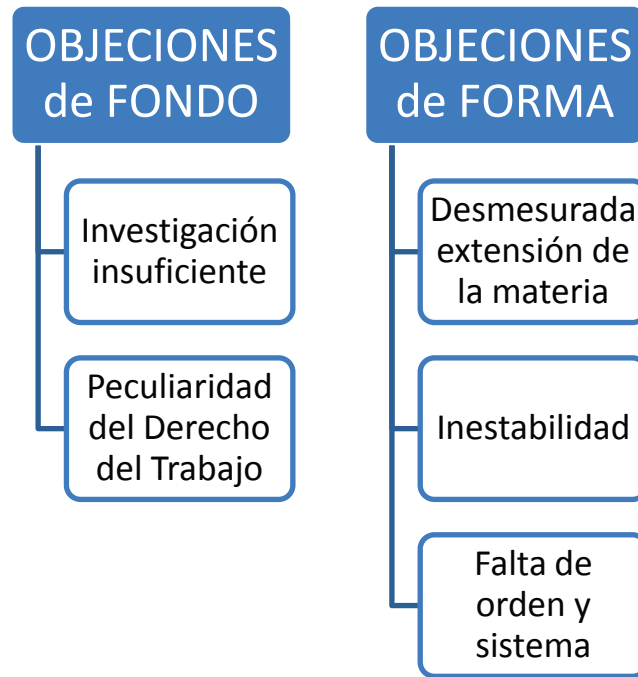 OBJECIONES
de FONDO
Investigación
insuficiente
Peculiaridad
del Derecho
del Trabajo
OBJECIONES
de FORMA
Desmesurada
extensión de
la materia
Inestabilidad
Falta de
orden y
sistema